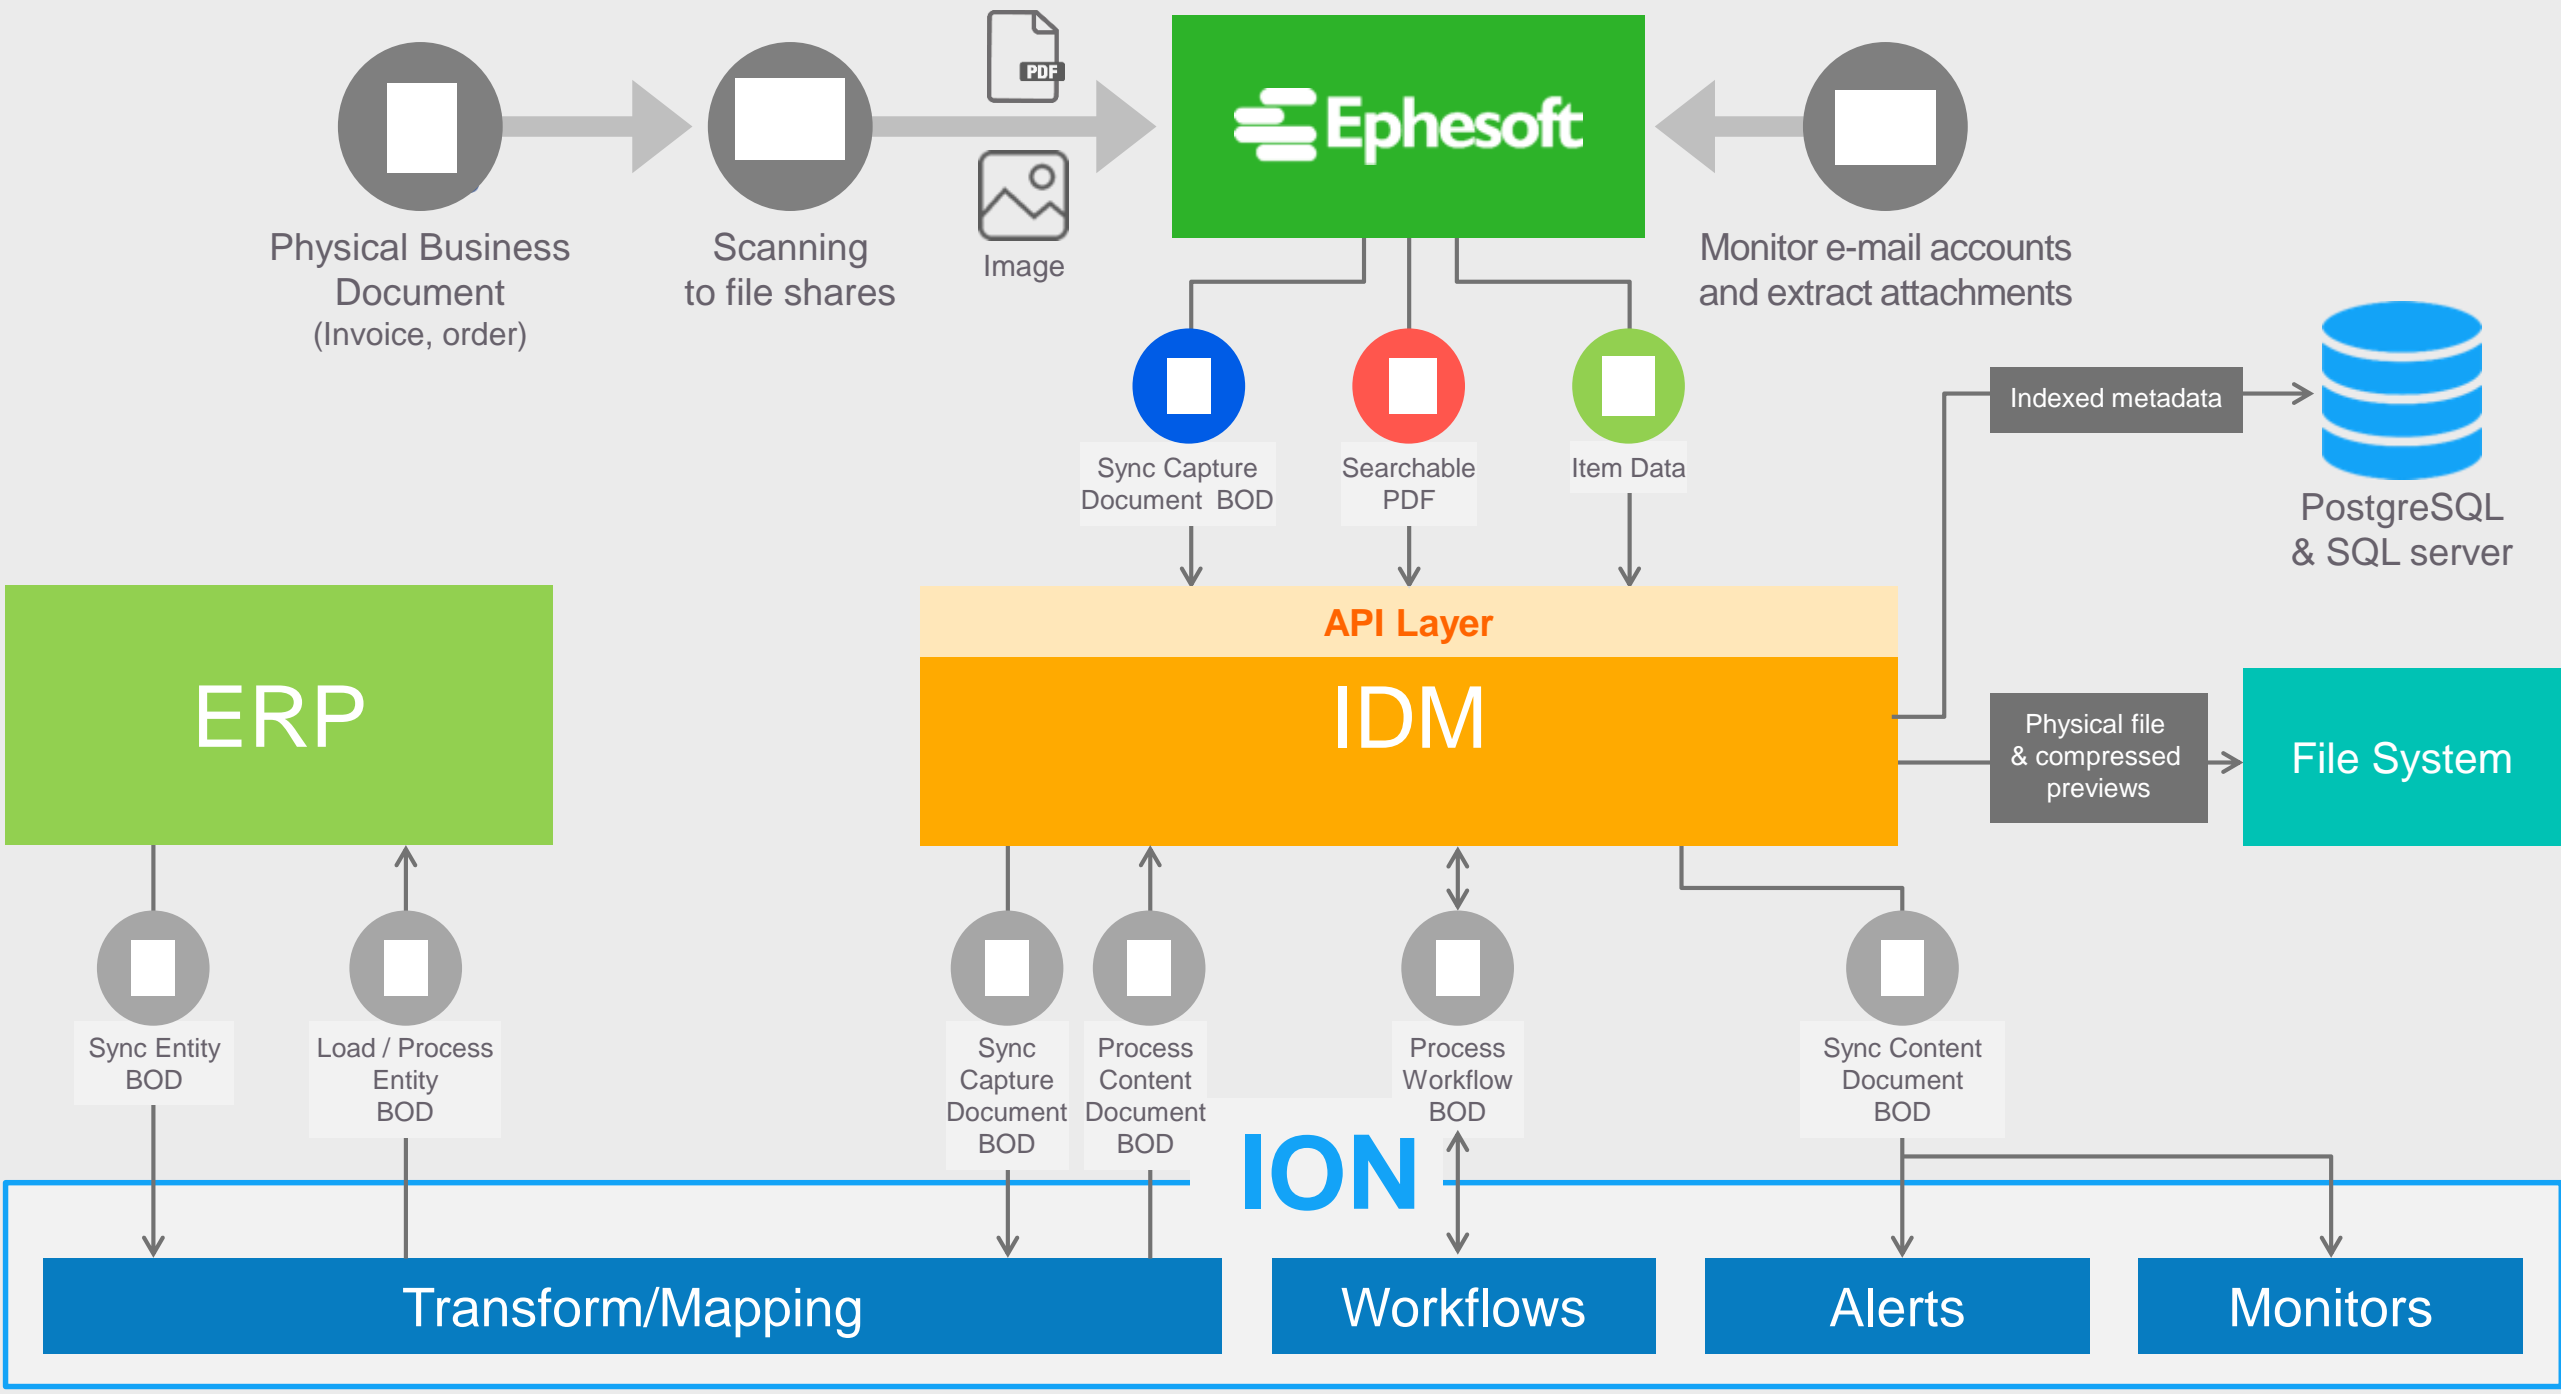 PDF
Ephesoft
Physical Business
Document
(Invoice, order)
Scanning
to file shares
Image
Monitor e-mail accounts
and extract attachments
Sync Capture
Document BOD
Searchable
PDF
Item Data
Indexed metadata
PostgreSQL
& SQL server
ERP
API Layer
IDM
Physical file
& compressed
previews
File System
Sync Entity
BOD
Load / Process
Entity
BOD
Sync
Capture
Document
BOD
Process
Content
Document
BOD
Process
Workflow
BOD
Sync Content
Document
BOD
ION
Transform/Mapping
Workflows
Alerts
Monitors